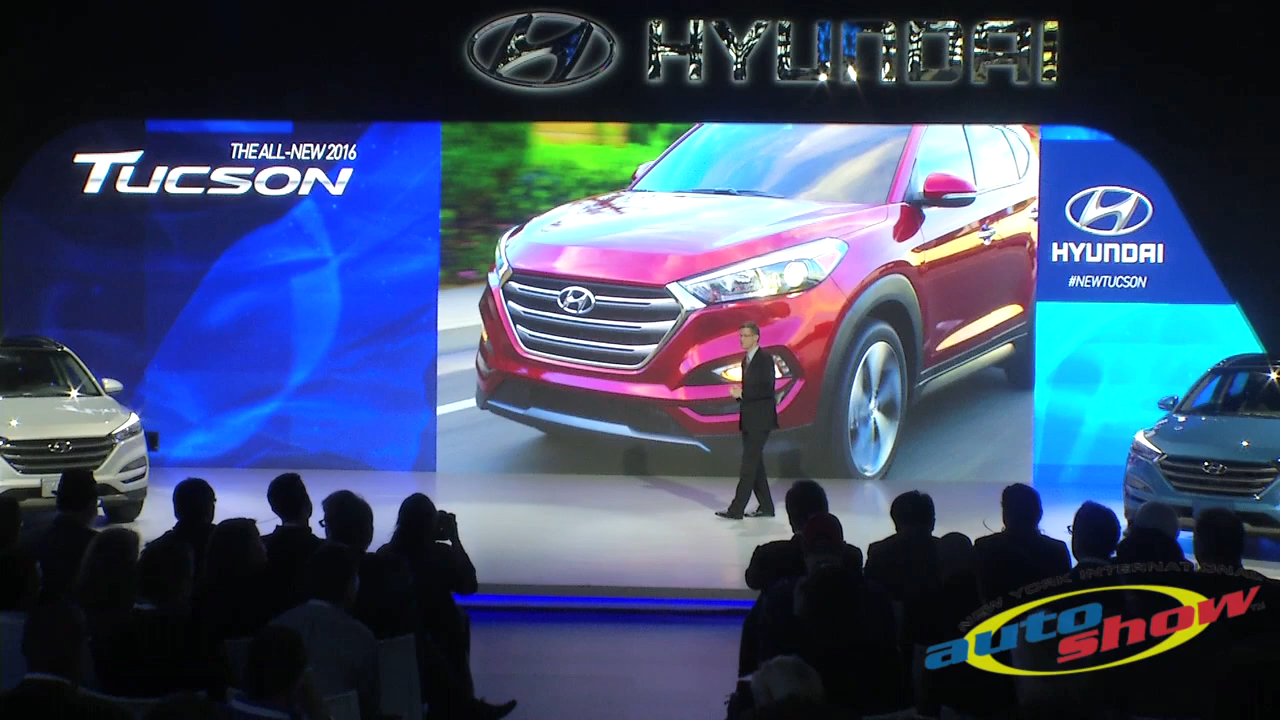 HYUNDAI
THE ALL-NEW 2016
TUCSON
HYUNDAI
#NEWTUCSON
NEW YORK INTERNATIONAL
auto
show